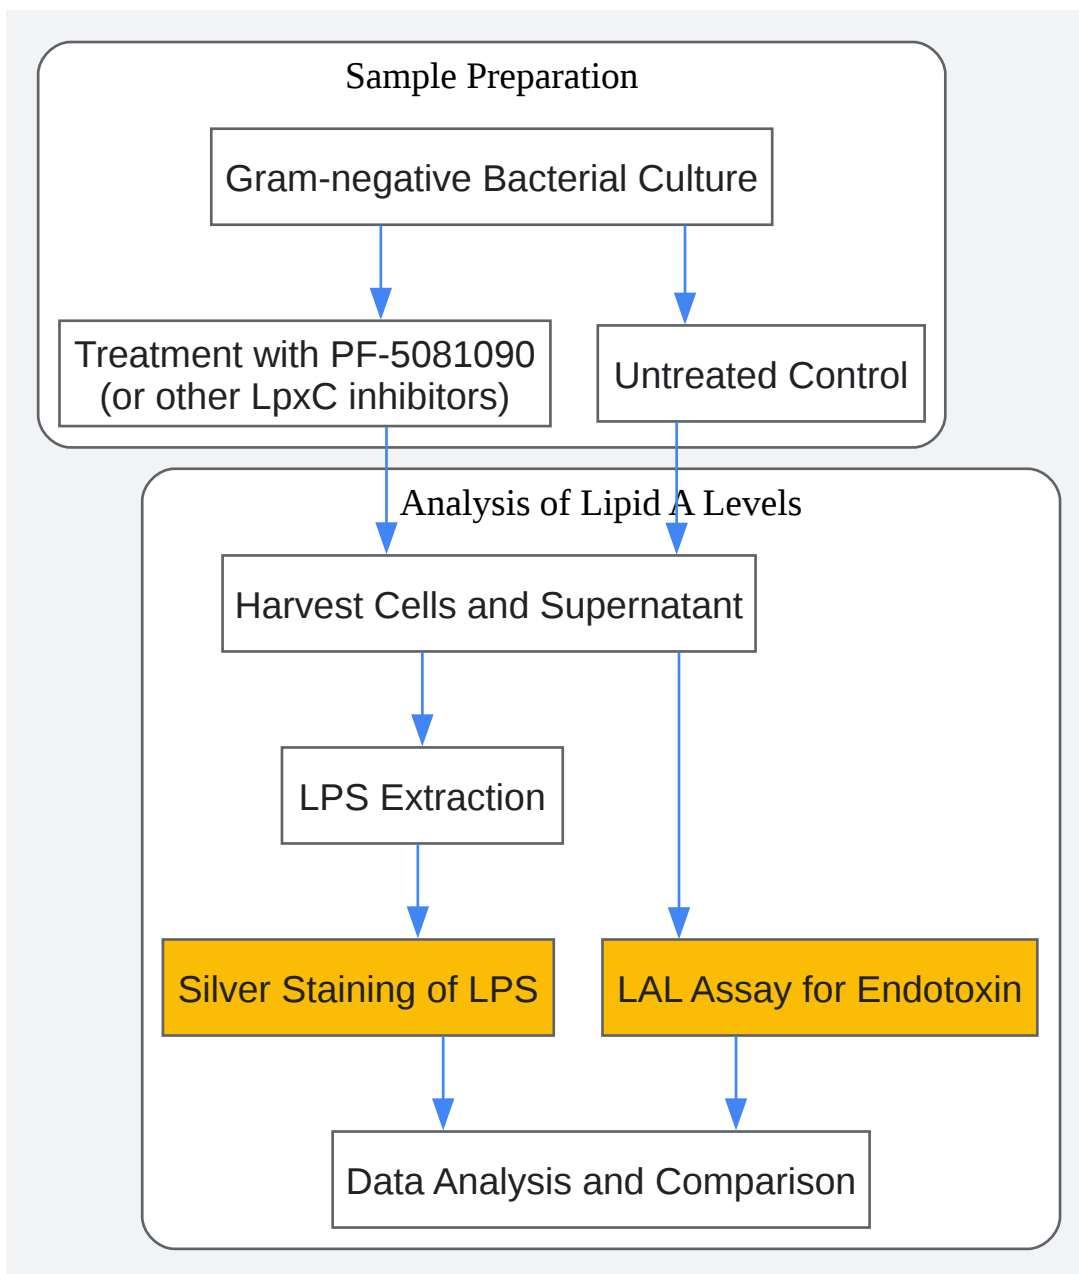 Sample Preparation
Gram-negative Bacterial Culture
Treatment with PF-5081090
(or other LpxC inhibitors)
Untreated Control
Analysis of Lipid A Levels
Harvest Cells and Supernatant
LPS Extraction
Silver Staining of LPS
LAL Assay for Endotoxin
Data Analysis and Comparison